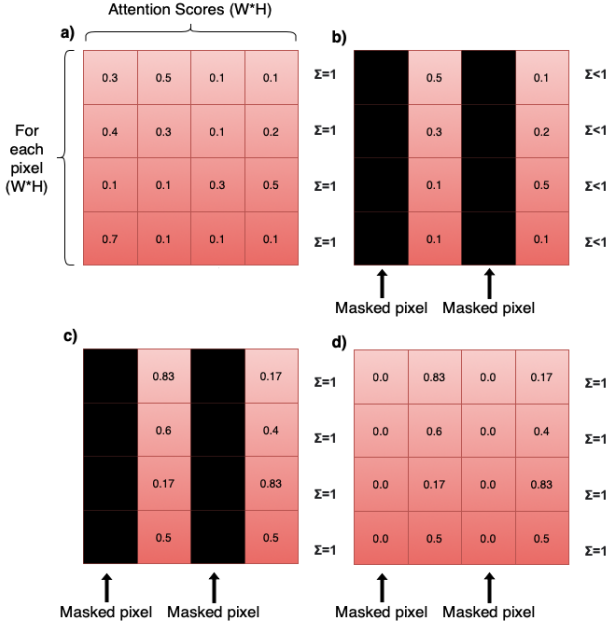 Attention Scores (W*H)
a)
0.3 0.5 0.1 0.1 Σ=1
0.4 0.3 0.1 0.2 Σ=1
0.1 0.1 0.3 0.5 Σ=1
0.7 0.1 0.1 0.1 Σ=1
For
each
pixel
(W*H)
b)
0.5 0.1 Σ<1
0.3 0.2 Σ<1
0.1 0.5 Σ<1
0.1 0.1 Σ<1
Masked pixel Masked pixel
c)
0.83 0.17 Σ=1
0.6 0.4 Σ=1
0.17 0.83 Σ=1
0.5 0.5 Σ=1
Masked pixel Masked pixel
d)
0.0 0.83 0.0 0.17 Σ=1
0.0 0.6 0.0 0.4 Σ=1
0.0 0.17 0.0 0.83 Σ=1
0.0 0.5 0.0 0.5 Σ=1
Masked pixel Masked pixel